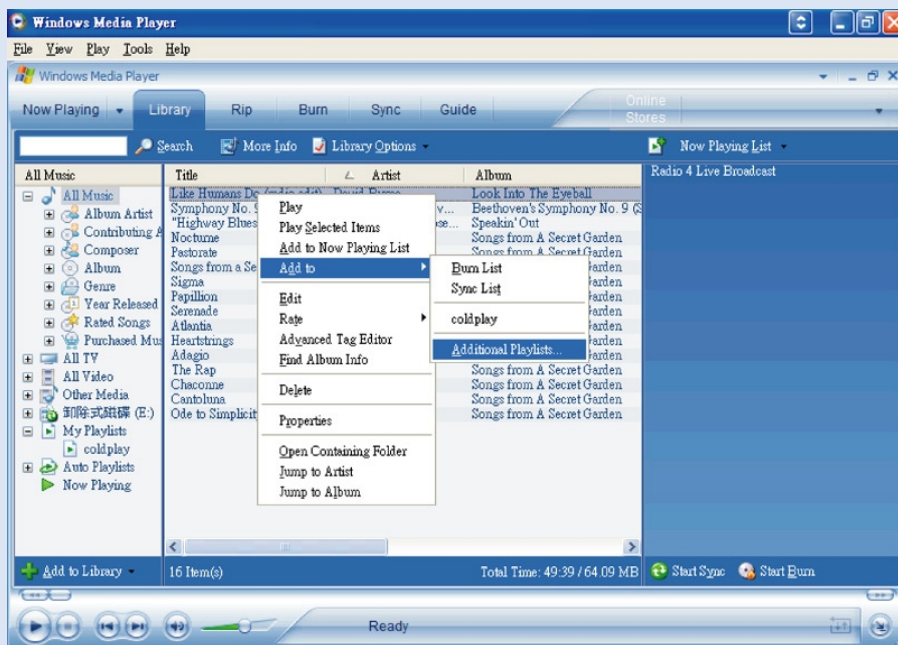 Windows Media Player
File View Play Tools Help
Windows Media Player
Now Playing Library Rip Burn Sync Guide Online Stores
Search More Info Library Options Now Playing List
All Music
All Music
Album Artist
Contributing A
Composer
Album
Genre
Year Released
Rated Songs
Purchased Mus
All TV
All Video
Other Media
卸除式磁碟 (E:)
My Playlists
coldplay
Auto Playlists
Now Playing
Title Artist Album
Like Humans Do (radio edit) David Byrne Look Into The Eyeball
Symphony No. 9 v... Beethoven's Symphony No. 9 (S
"Highway Blues se... Speakin' Out
Nocturne Songs from A Secret Garden
Pastorate Songs from A Secret Garden
Songs from a Se arden
Sigma arden
Papillion arden
Serenade arden
Atlantia arden
Heartstrings arden
Adagio arden
The Rap Songs from A Secret Garden
Chaconne Songs from A Secret Garden
Cantoluna Songs from A Secret Garden
Ode to Simplicity Songs from A Secret Garden
Play
Play Selected Items
Add to Now Playing List
Add to
Edit
Rate
Advanced Tag Editor
Find Album Info
Delete
Properties
Open Containing Folder
Jump to Artist
Jump to Album
Burn List
Sync List
coldplay
Additional Playlists...
Radio 4 Live Broadcast
Add to Library 16 Item(s) Total Time: 49:39 / 64.09 MB Start Sync Start Burn
Ready